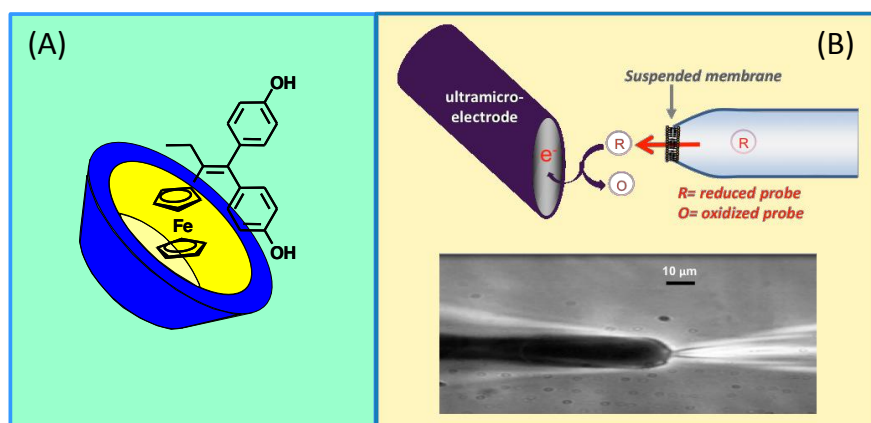 (A)
OH
Fe
OH
(B)
Suspended membrane
ultramicro-
electrode
e⁻
R
R
O
R= reduced probe
O= oxidized probe
10 µm